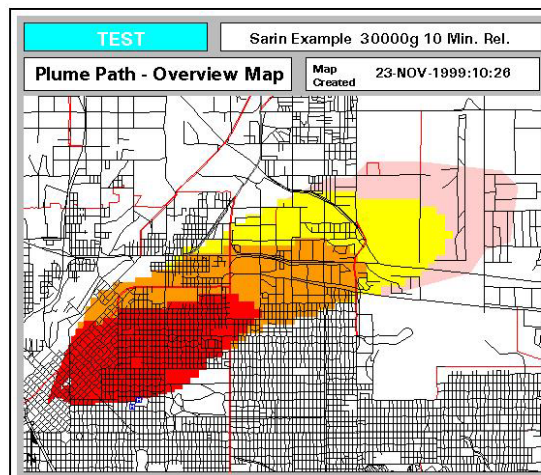 TEST
Sarin Example 30000g 10 Min. Rel.
Plume Path - Overview Map
Map Created 23-NOV-1999:10:26